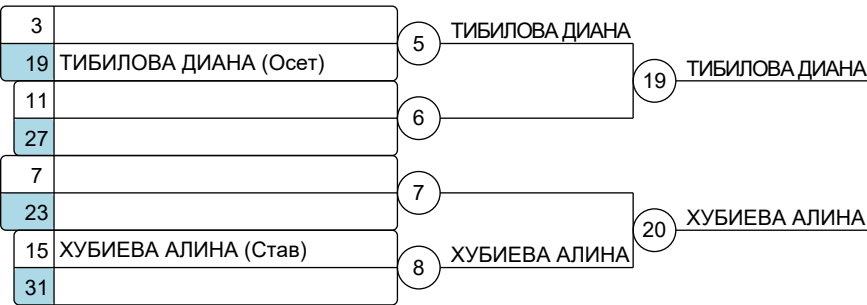 3
5 ТИБИЛОВА ДИАНА
19 ТИБИЛОВА ДИАНА (Осет)
19 ТИБИЛОВА ДИАНА
11
6
27
7
7
23
20 ХУБИЕВА АЛИНА
15 ХУБИЕВА АЛИНА (Став)
8 ХУБИЕВА АЛИНА
31